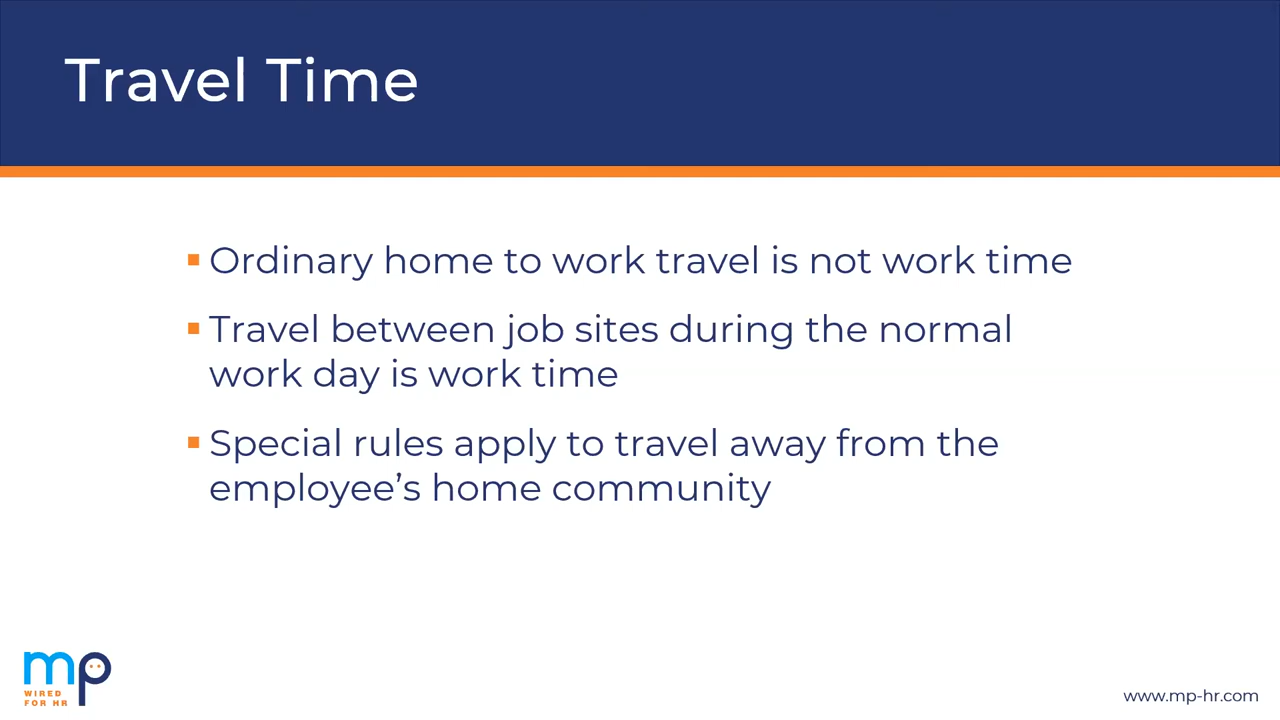 Travel Time
▪ Ordinary home to work travel is not work time
▪ Travel between job sites during the normal
work day is work time
▪ Special rules apply to travel away from the
employee’s home community
mp
WIRED
FOR HR
www.mp-hr.com